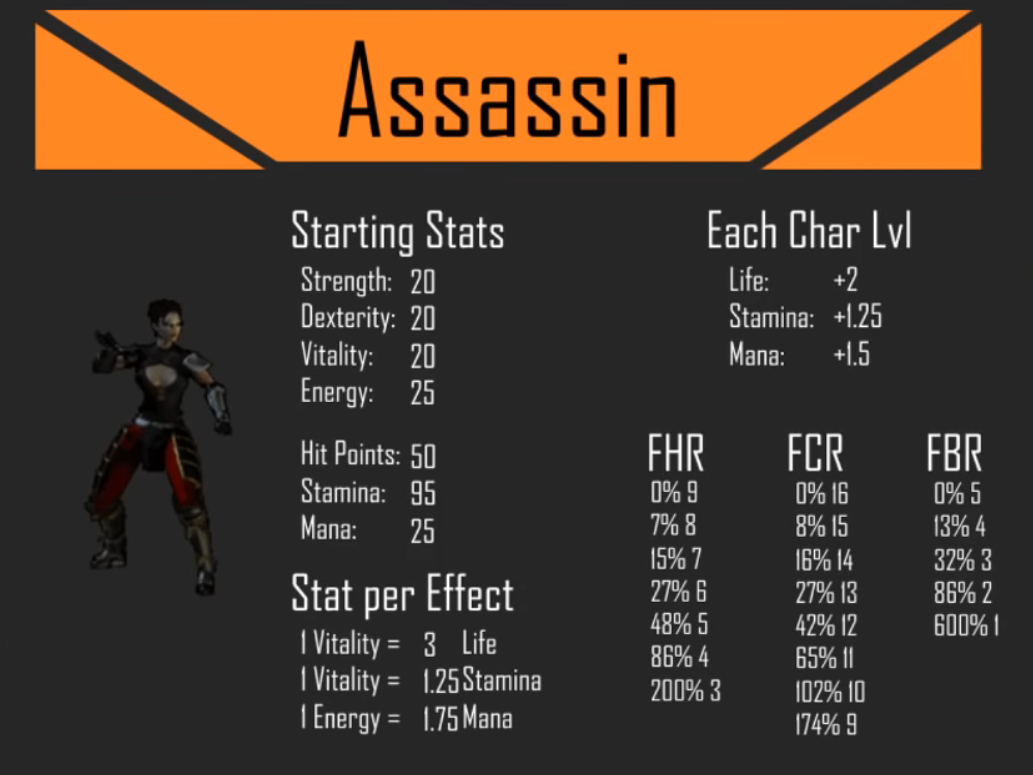 Assassin
Starting Stats
Strength: 20
Dexterity: 20
Vitality: 20
Energy: 25
Hit Points: 50
Stamina: 95
Mana: 25
Stat per Effect
1 Vitality = 3 Life
1 Vitality = 1.25 Stamina
1 Energy = 1.75 Mana
Each Char Lvl
Life: +2
Stamina: +1.25
Mana: +1.5
FHR
0% 9
7% 8
15% 7
27% 6
48% 5
86% 4
200% 3
FCR
0% 16
8% 15
16% 14
27% 13
42% 12
65% 11
102% 10
174% 9
FBR
0% 5
13% 4
32% 3
86% 2
600% 1